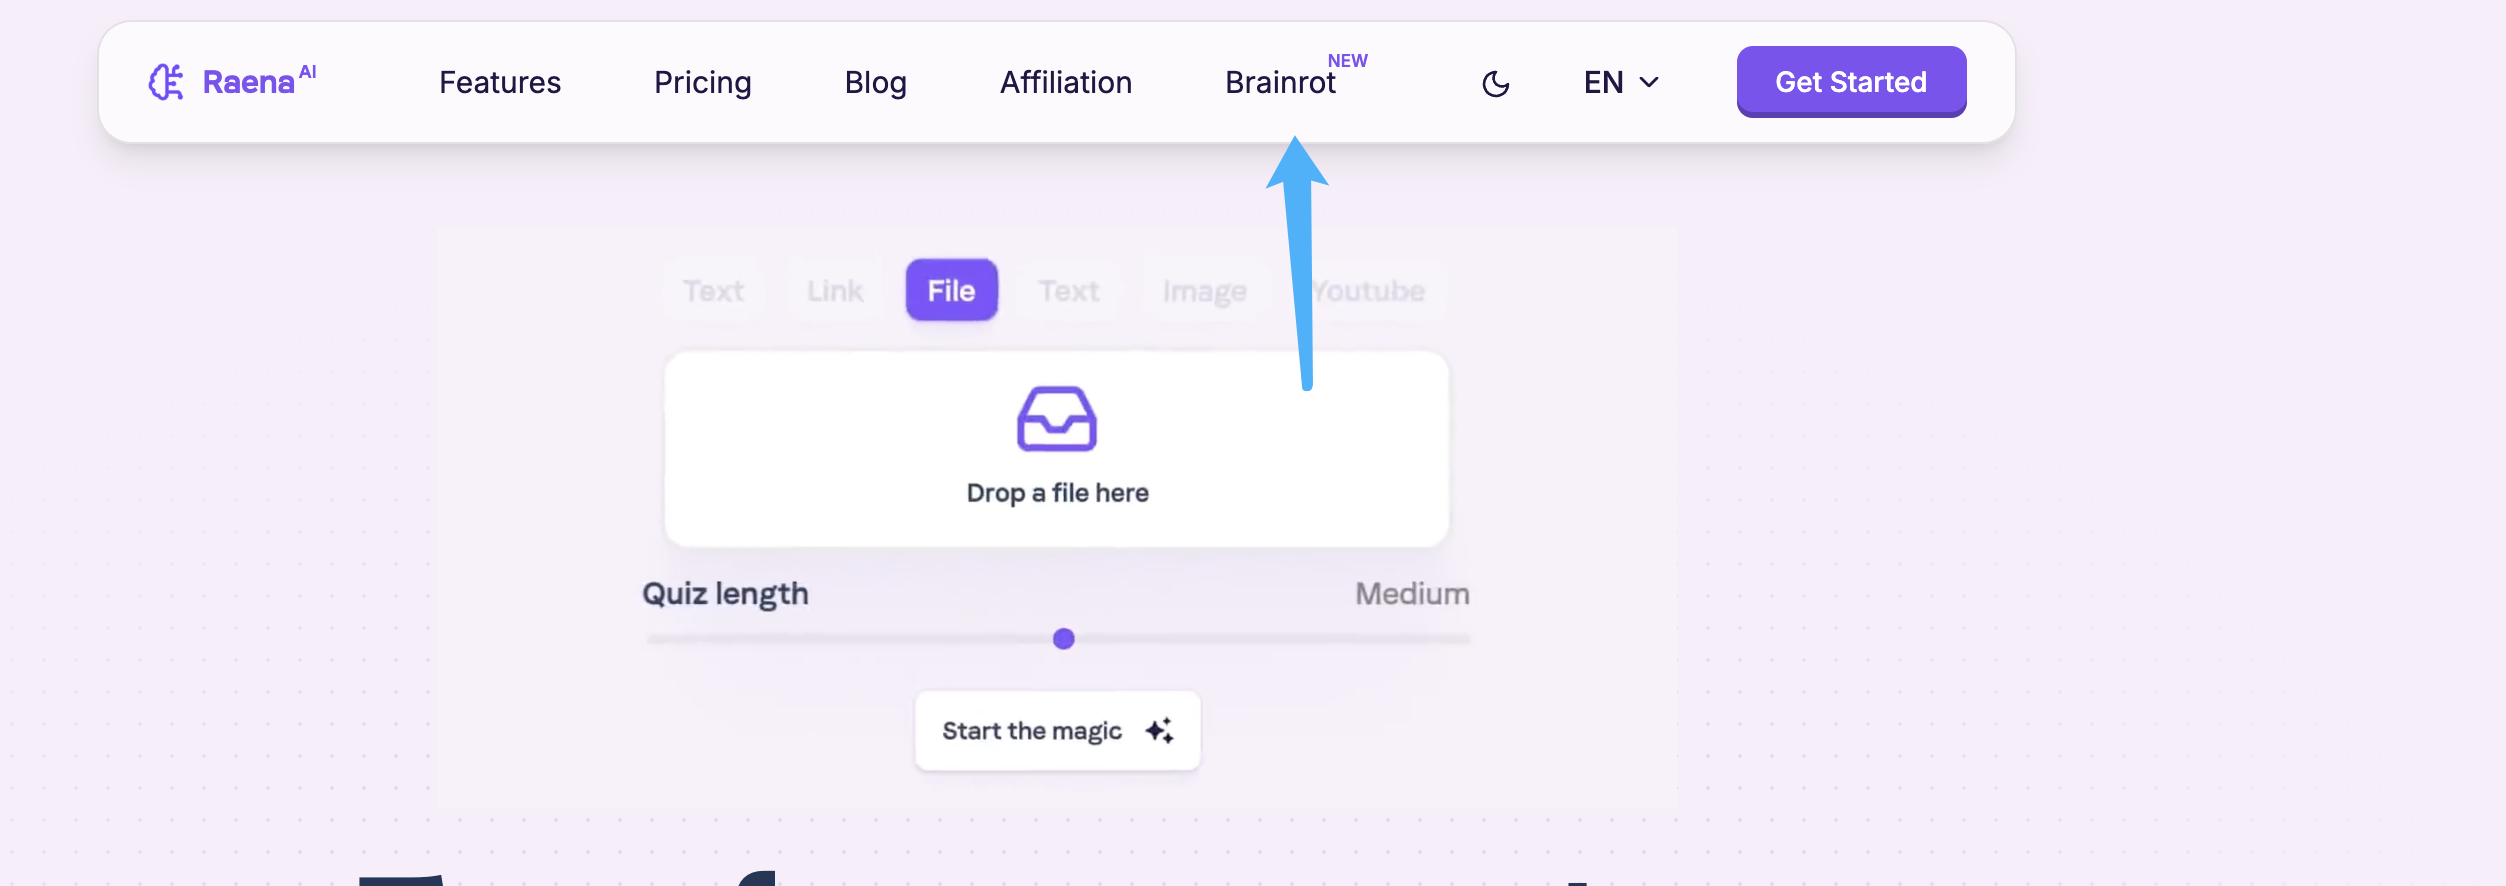 Raena AI Features Pricing Blog Affiliation Brainrot NEW EN Get Started
Text Link File Text Image Youtube
Drop a file here
Quiz length Medium
Start the magic